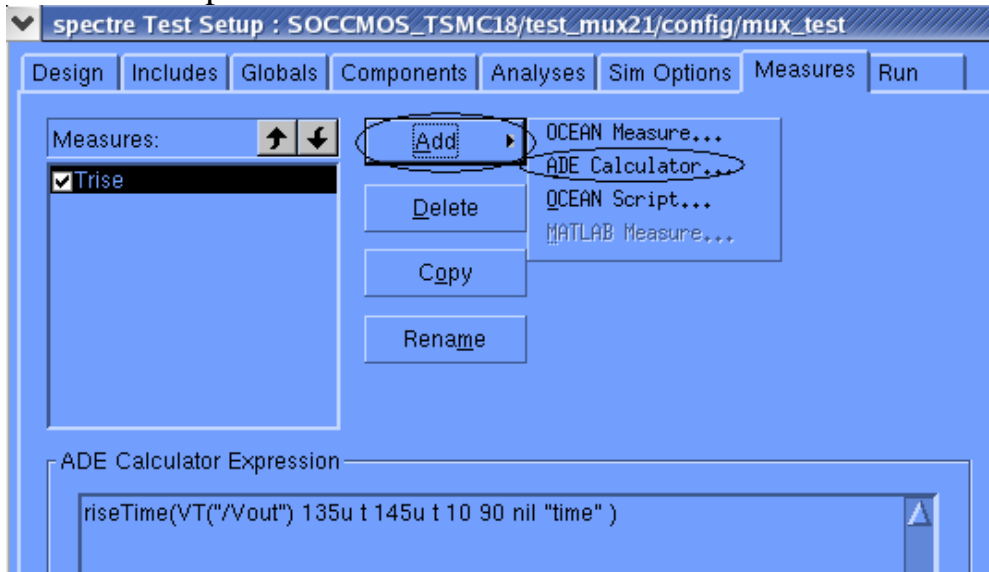 spectre Test Setup : SOCCMOS_TSMC18/test_mux21/config/mux_test
Design Includes Globals Components Analyses Sim Options Measures Run
Measures:
Trise
Add
Delete
Copy
Rename
OCEAN Measure...
ADE Calculator...
OCEAN Script...
MATLAB Measure...
ADE Calculator Expression
riseTime(VT("/Vout") 135u t 145u t 10 90 nil "time" )